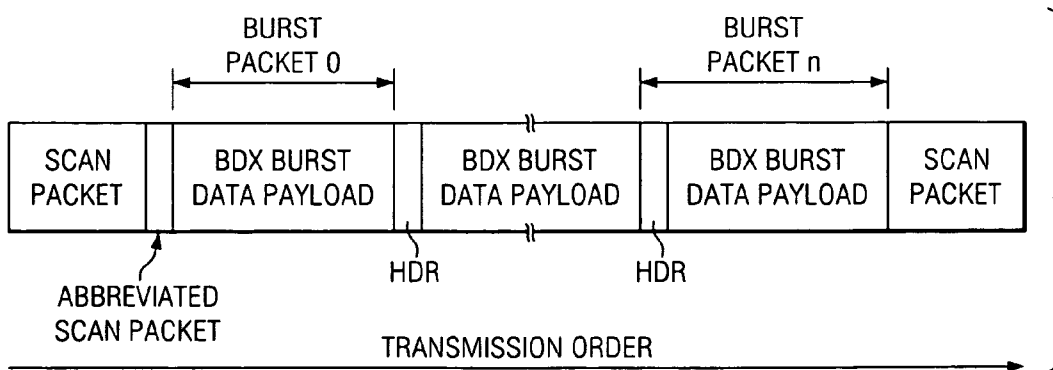 BURST
PACKET 0
BURST
PACKET n
SCAN
PACKET
BDX BURST
DATA PAYLOAD
BDX BURST
DATA PAYLOAD
BDX BURST
DATA PAYLOAD
SCAN
PACKET
HDR
HDR
ABBREVIATED
SCAN PACKET
TRANSMISSION ORDER